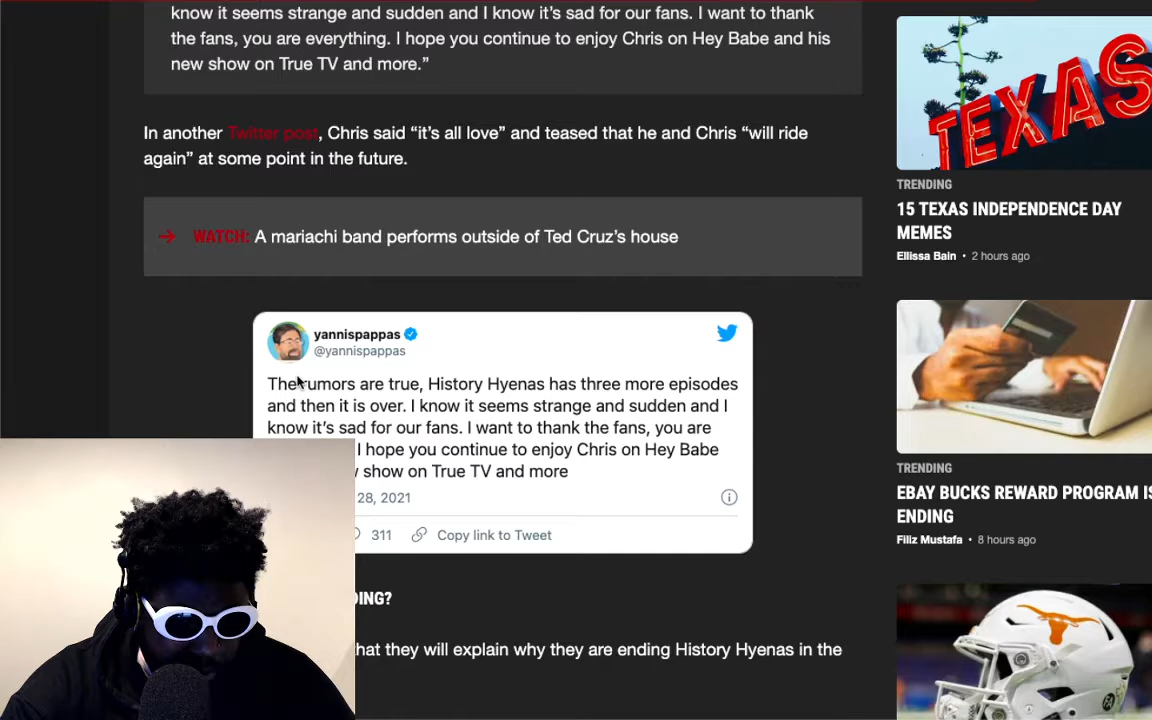 know it seems strange and sudden and I know it's sad for our fans. I want to thank
the fans, you are everything. I hope you continue to enjoy Chris on Hey Babe and his
new show on True TV and more.”
In another Twitter post, Chris said “it's all love” and teased that he and Chris “will ride
again” at some point in the future.
→ WATCH: A mariachi band performs outside of Ted Cruz's house
yannispappas
@yannispappas
The rumors are true, History Hyenas has three more episodes
and then it is over. I know it seems strange and sudden and I
know it's sad for our fans. I want to thank the fans, you are
I hope you continue to enjoy Chris on Hey Babe
show on True TV and more
28, 2021
311 Copy link to Tweet
DING?
hat they will explain why they are ending History Hyenas in the
TEXAS
TRENDING
15 TEXAS INDEPENDENCE DAY
MEMES
Ellissa Bain • 2 hours ago
TRENDING
EBAY BUCKS REWARD PROGRAM IS
ENDING
Filiz Mustafa • 8 hours ago